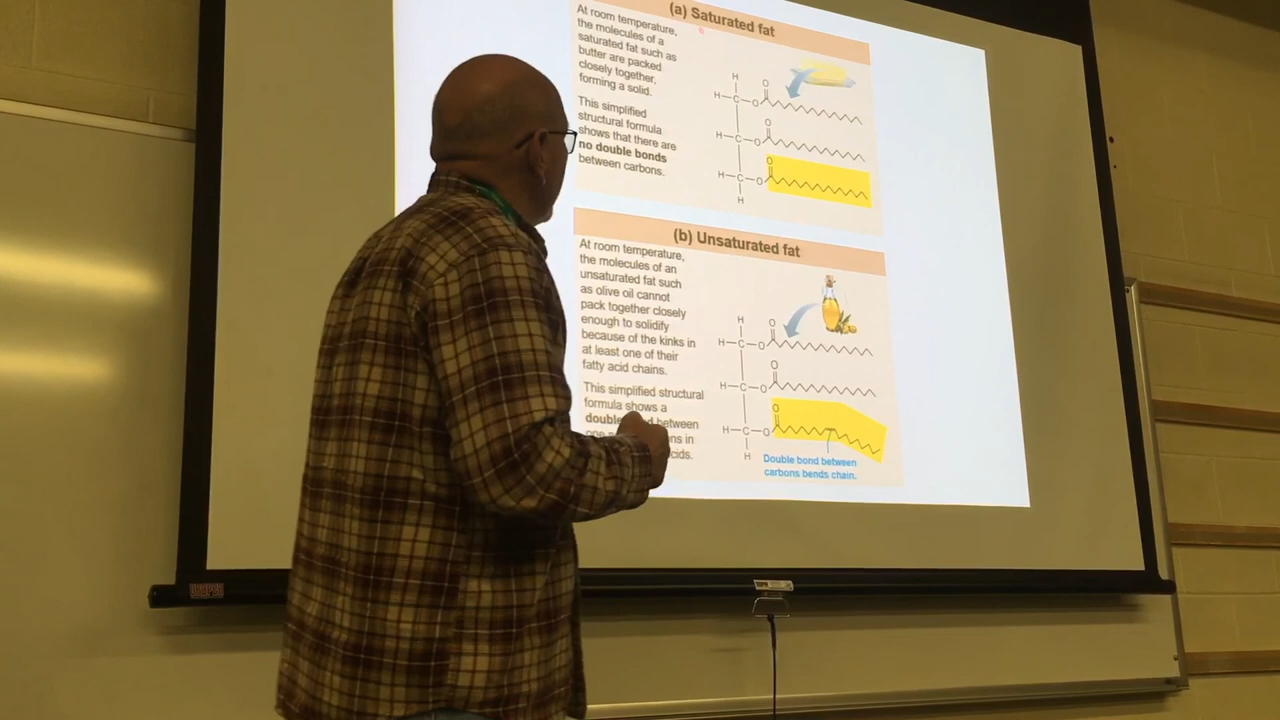 (a) Saturated fat
At room temperature,
the molecules of a
saturated fat such as
butter are packed
closely together,
forming a solid.
This simplified
structural formula
shows that there are
no double bonds
between carbons.
H
O
H C O
O
H C O
O
H C O
H
(b) Unsaturated fat
At room temperature,
the molecules of an
unsaturated fat such
as olive oil cannot
pack together closely
enough to solidify
because of the kinks in
at least one of their
fatty acid chains.
This simplified structural
formula shows a
double between
in
H
O
H C O
O
H C O
O
H C O
H
Double bond between
carbons bends chain.
DRAPER